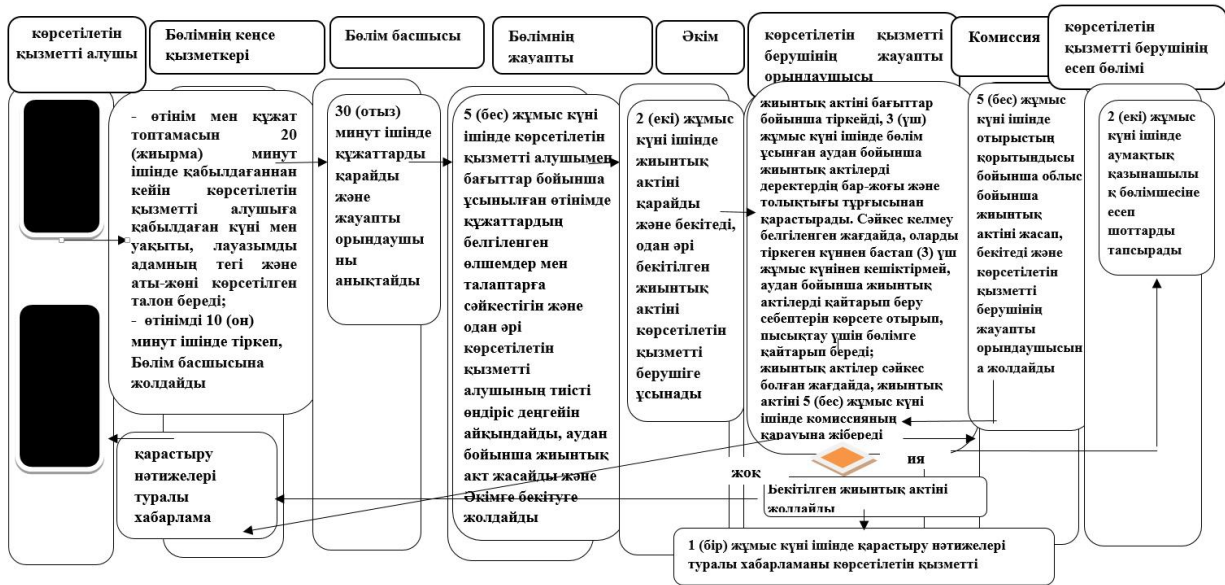 көрсетілетін
қызметті алушы
Бөлімнің кеңсе
қызметкері
Бөлім басшысы
Бөлімнің
жауапты
Әкім
көрсетілетін қызметті
берушінің жауапты
орындаушысы
Комиссия
көрсетілетін
қызметті берушінің
есеп бөлімі
- өтінім мен құжат
топтамасын 20
(жиырма) минут
ішінде қабылдағаннан
кейін көрсетілетін
қызметті алушыға
қабылдаған күні мен
уақыты, лауазымды
адамның тегі және
аты-жөні көрсетілген
талон береді;
- өтінімді 10 (он)
минут ішінде тіркеп,
Бөлім басшысына
жолдайды
30 (отыз)
минут ішінде
құжаттарды
қарайды
және
жауапты
орындаушы
ны
анықтайды
5 (бес) жұмыс күні
ішінде көрсетілетін
қызметті алушымен
бағыттар бойынша
ұсынылған өтінімде
құжаттардың
белгіленген
өлшемдер мен
талаптарға
сәйкестігін және
одан әрі
көрсетілетін
қызметті
алушының тиісті
өндіріс деңгейін
айқындайды, аудан
бойынша жиынтық
акт жасайды және
Әкімге бекітуге
жолдайды
2 (екі) жұмыс
күні ішінде
жиынтық
актіні
қарайды
және бекітеді,
одан әрі
бекітілген
жиынтық
актіні
көрсетілетін
қызметті
берушіге
ұсынады
жиынтық актіні бағыттар
бойынша тіркейді, 3 (үш)
жұмыс күні ішінде бөлім
ұсынған аудан бойынша
жиынтық актілерді
деректердің бар-жоғы және
толықтығы тұрғысынан
қарастырады. Сәйкес келмеу
белгіленген жағдайда, оларды
тіркеген күннен бастап (3) үш
жұмыс күнінен кешіктірмей,
аудан бойынша жиынтық
актілерді қайтарып беру
себептерін көрсете отырып,
пысықтау үшін бөлімге
қайтарып береді;
жиынтық актілер сәйкес
болған жағдайда, жиынтық
актіні 5 (бес) жұмыс күні
ішінде комиссияның
қарауына жібереді
5 (бес) жұмыс
күні ішінде
отырыстың
қорытындысы
бойынша облыс
бойынша
жиынтық
актіні жасап,
бекітеді және
көрсетілетін
қызметті
берушінің
жауапты
орындаушысын
а жолдайды
2 (екі) жұмыс
күні ішінде
аумақтық
қазынашылы
қ бөлімшесіне
есеп
шоттарды
тапсырады
қарастыру
нәтижелері
туралы
хабарлама
жоқ
ия
Бекітілген жиынтық актіні
жолдайды
1 (бір) жұмыс күні ішінде қарастыру нәтижелері
туралы хабарламаны көрсетілетін қызметті